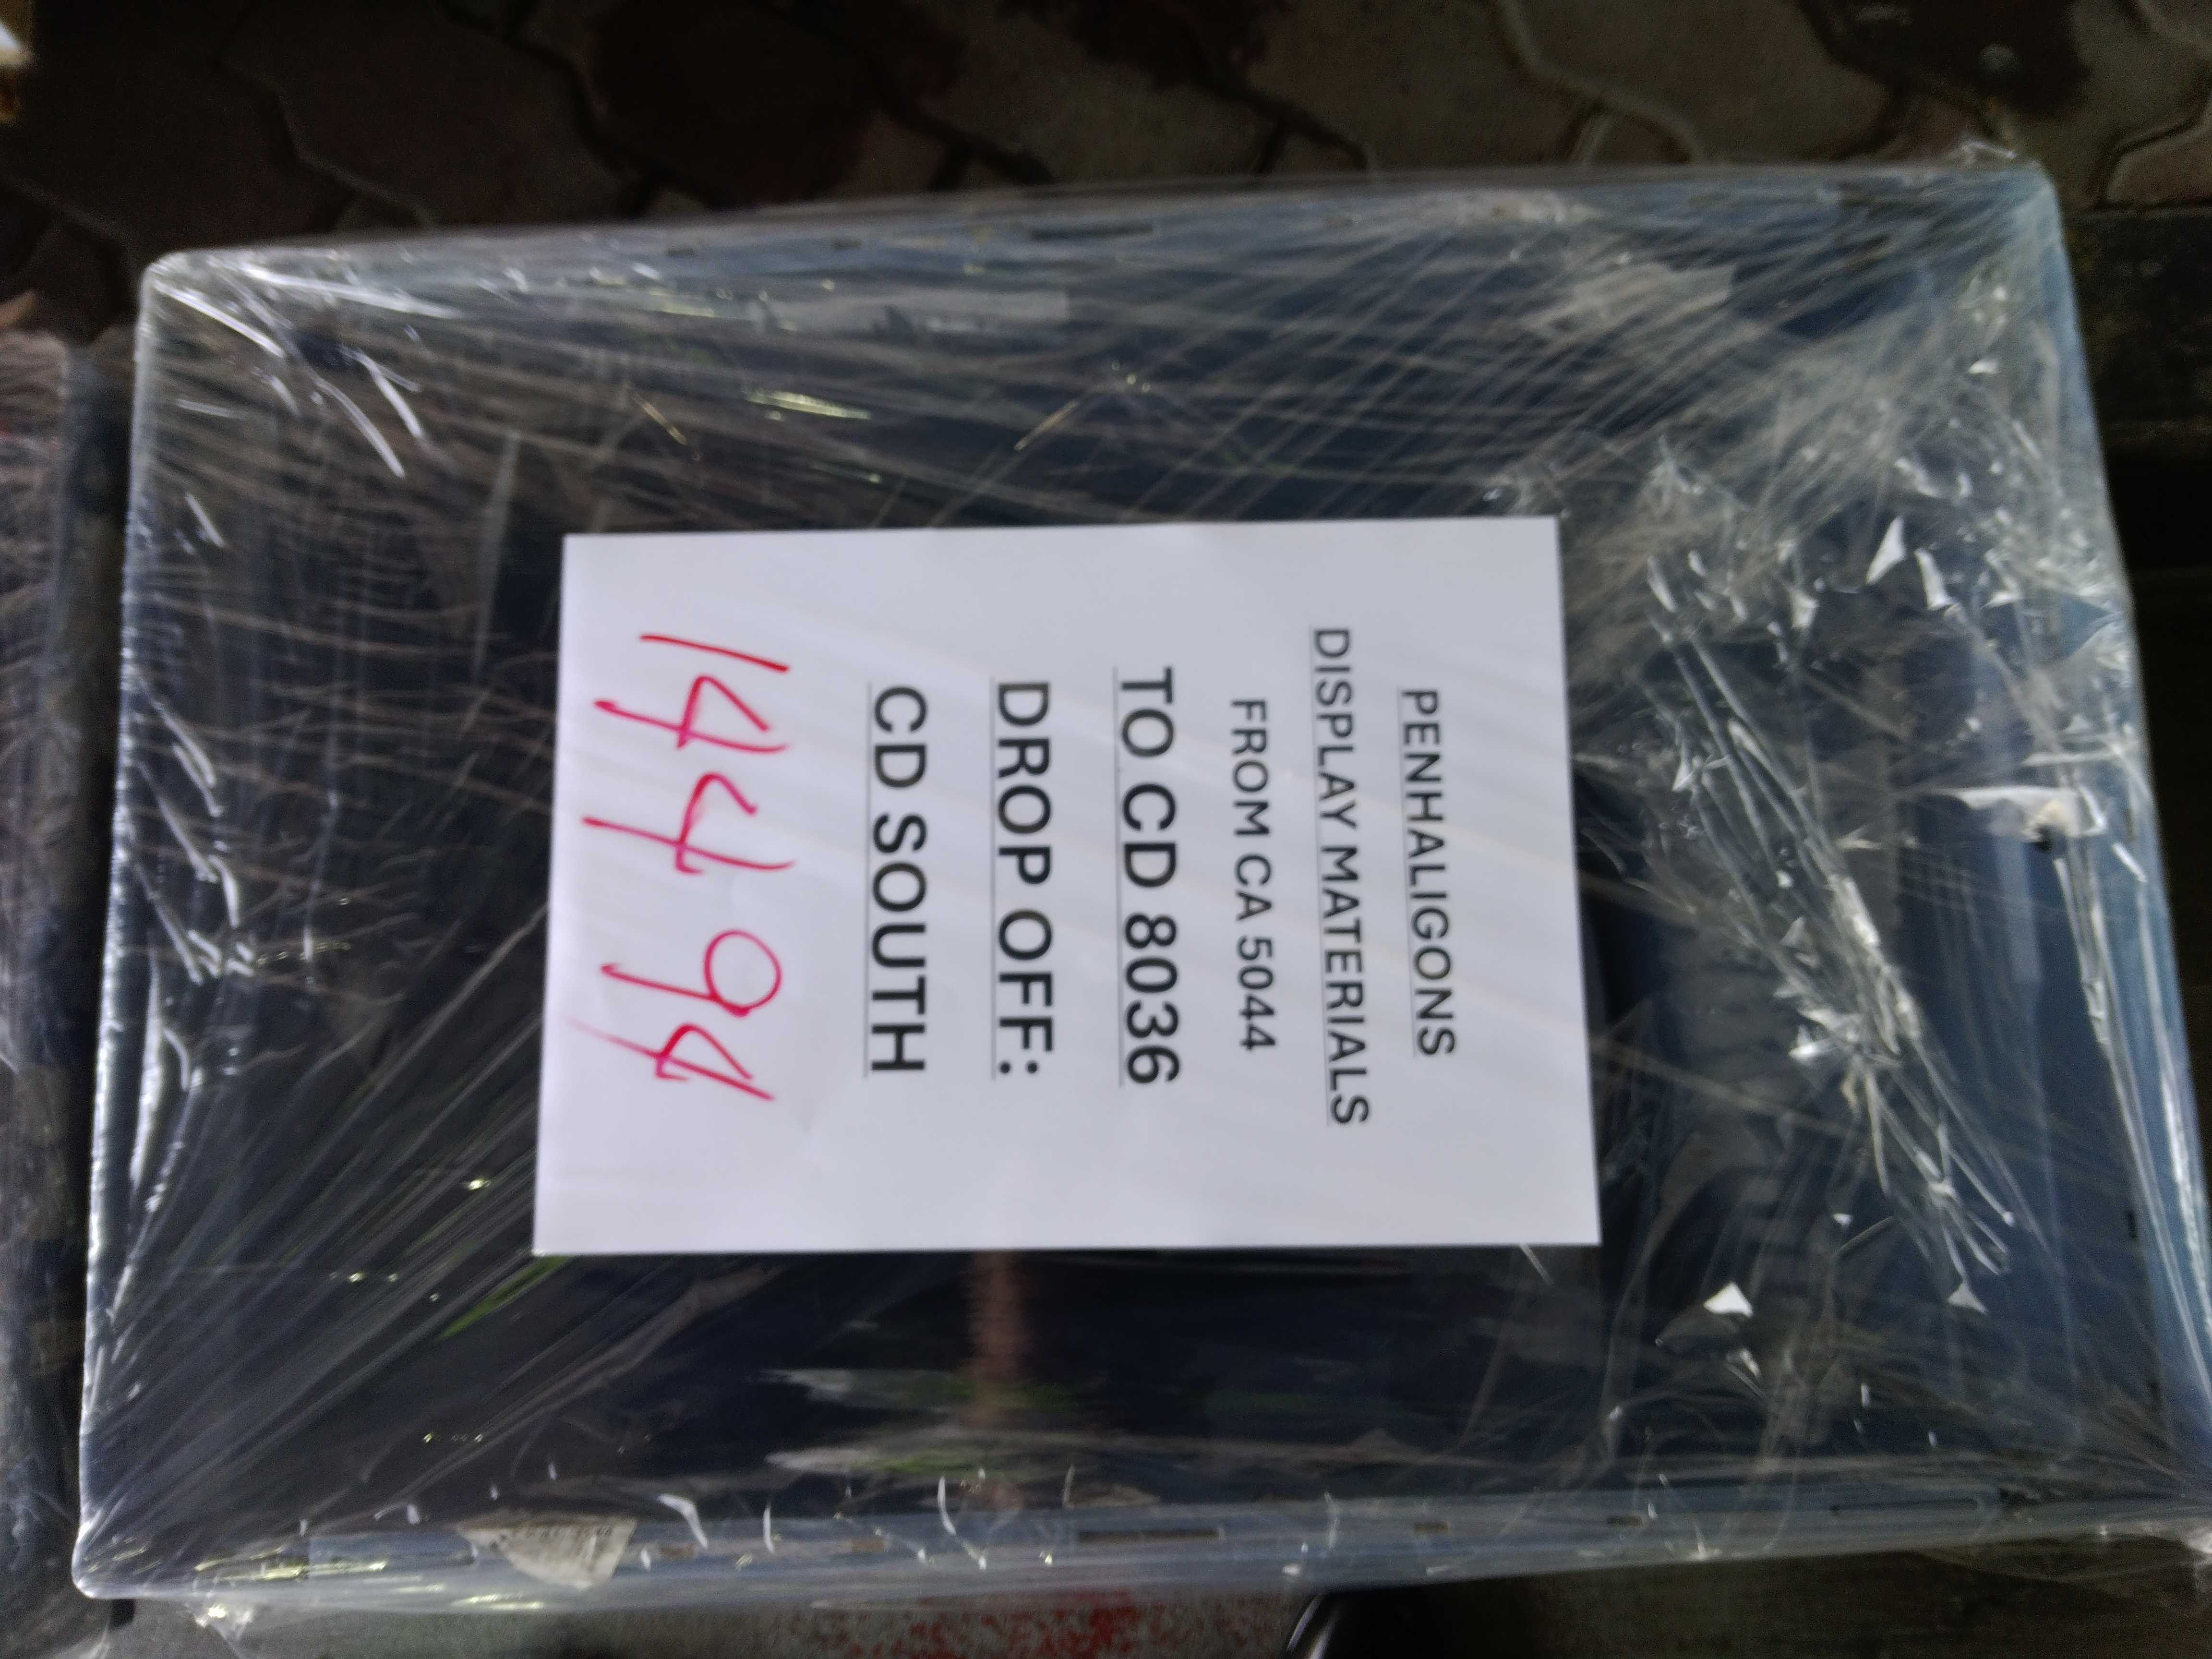 PENHALIGONS
DISPLAY MATERIALS
FROM CA 5044
TO CD 8036
DROP OFF:
CD SOUTH
14494